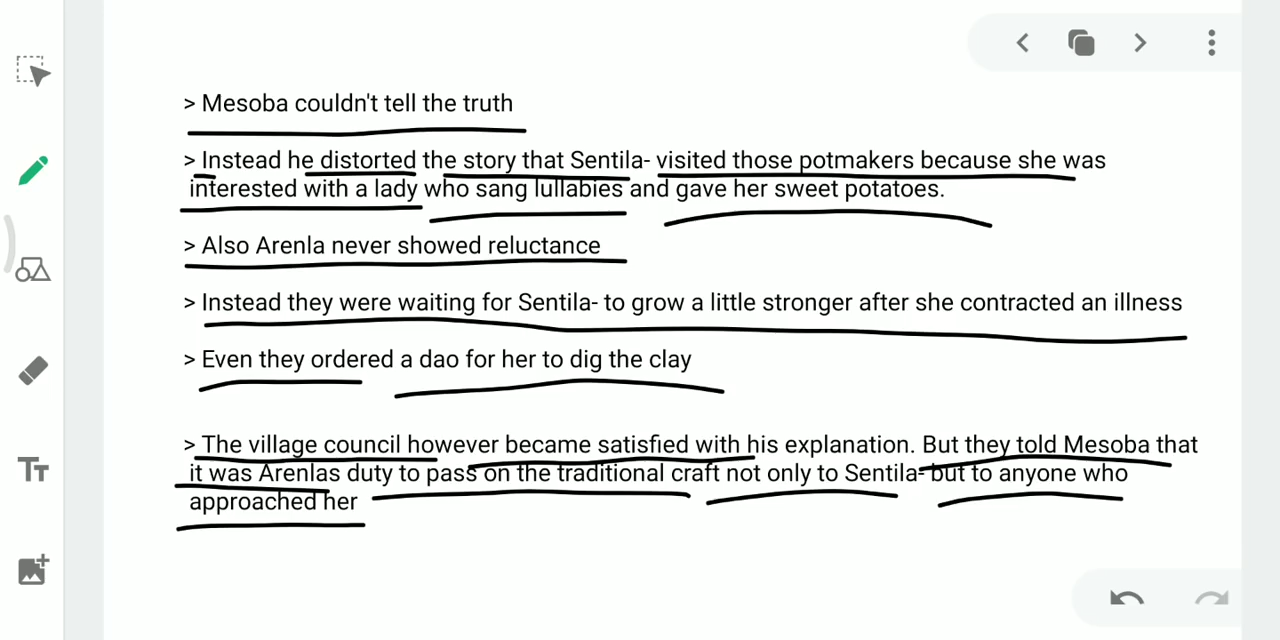 > Mesoba couldn't tell the truth
> Instead he distorted the story that Sentila- visited those potmakers because she was
interested with a lady who sang lullabies and gave her sweet potatoes.
> Also Arenla never showed reluctance
> Instead they were waiting for Sentila- to grow a little stronger after she contracted an illness
> Even they ordered a dao for her to dig the clay
> The village council however became satisfied with his explanation. But they told Mesoba that
it was Arenlas duty to pass on the traditional craft not only to Sentila- but to anyone who
approached her
TT